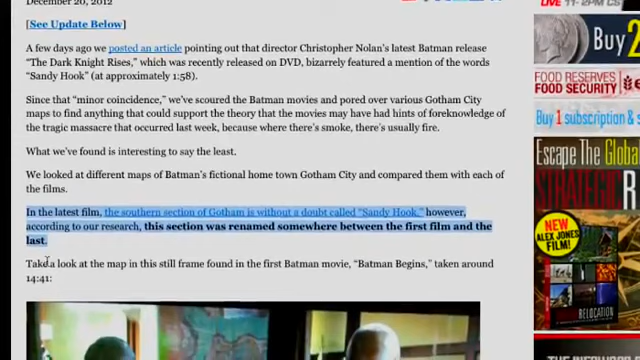 December 20, 2012
[See Update Below]
A few days ago we posted an article pointing out that director Christopher Nolan's latest Batman release
"The Dark Knight Rises," which was recently released on DVD, bizarrely featured a mention of the words
"Sandy Hook" (at approximately 1:58).
Since that "minor coincidence," we've scoured the Batman movies and pored over various Gotham City
maps to find anything that could support the theory that the movies may have had hints of foreknowledge of
the tragic massacre that occurred last week, because where there's smoke, there's usually fire.
What we've found is interesting to say the least.
We looked at different maps of Batman's fictional home town Gotham City and compared them with each of
the films.
In the latest film, the southern section of Gotham is without a doubt called "Sandy Hook," however,
according to our research, this section was renamed somewhere between the first film and the
last.
Take a look at the map in this still frame found in the first Batman movie, "Batman Begins," taken around
14:41:
LIVE 11-2PM CST
Buy 2
FOOD RESERVES
FOOD SECURITY
Buy 1 subscription &
Escape The Global
STRATEGIC
R
NEW
ALEX JONES
FILM!
RELOCATION